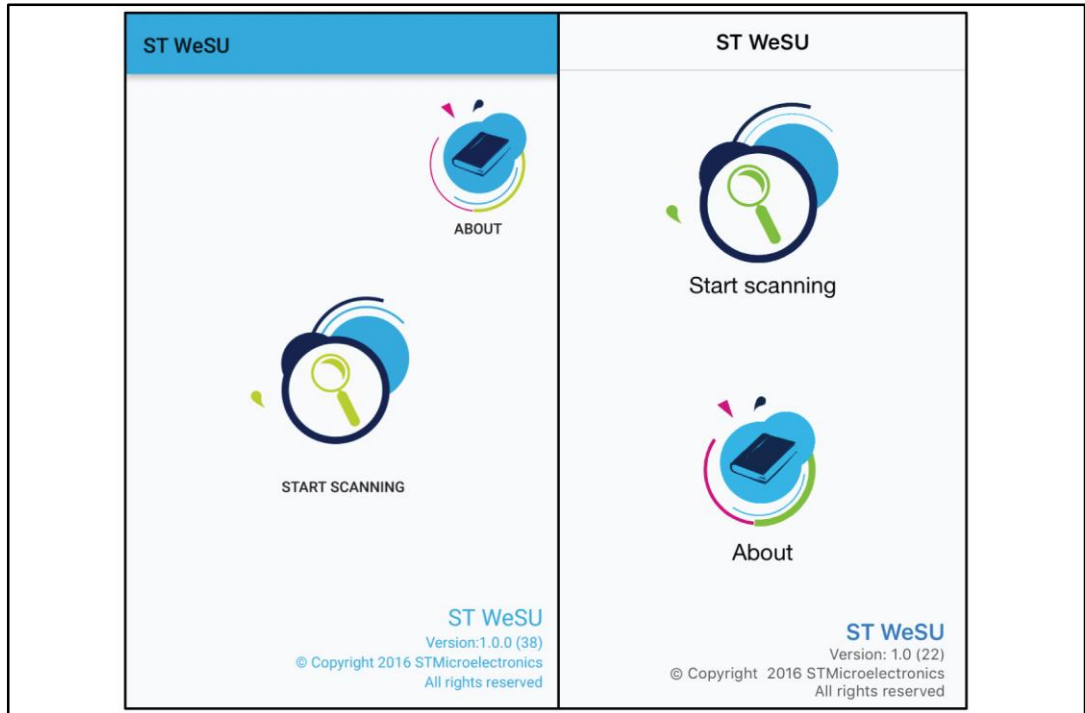 ST WeSU
ABOUT
START SCANNING
ST WeSU
Version:1.0.0 (38)
© Copyright 2016 STMicroelectronics
All rights reserved
ST WeSU
Start scanning
About
ST WeSU
Version: 1.0 (22)
© Copyright 2016 STMicroelectronics
All rights reserved